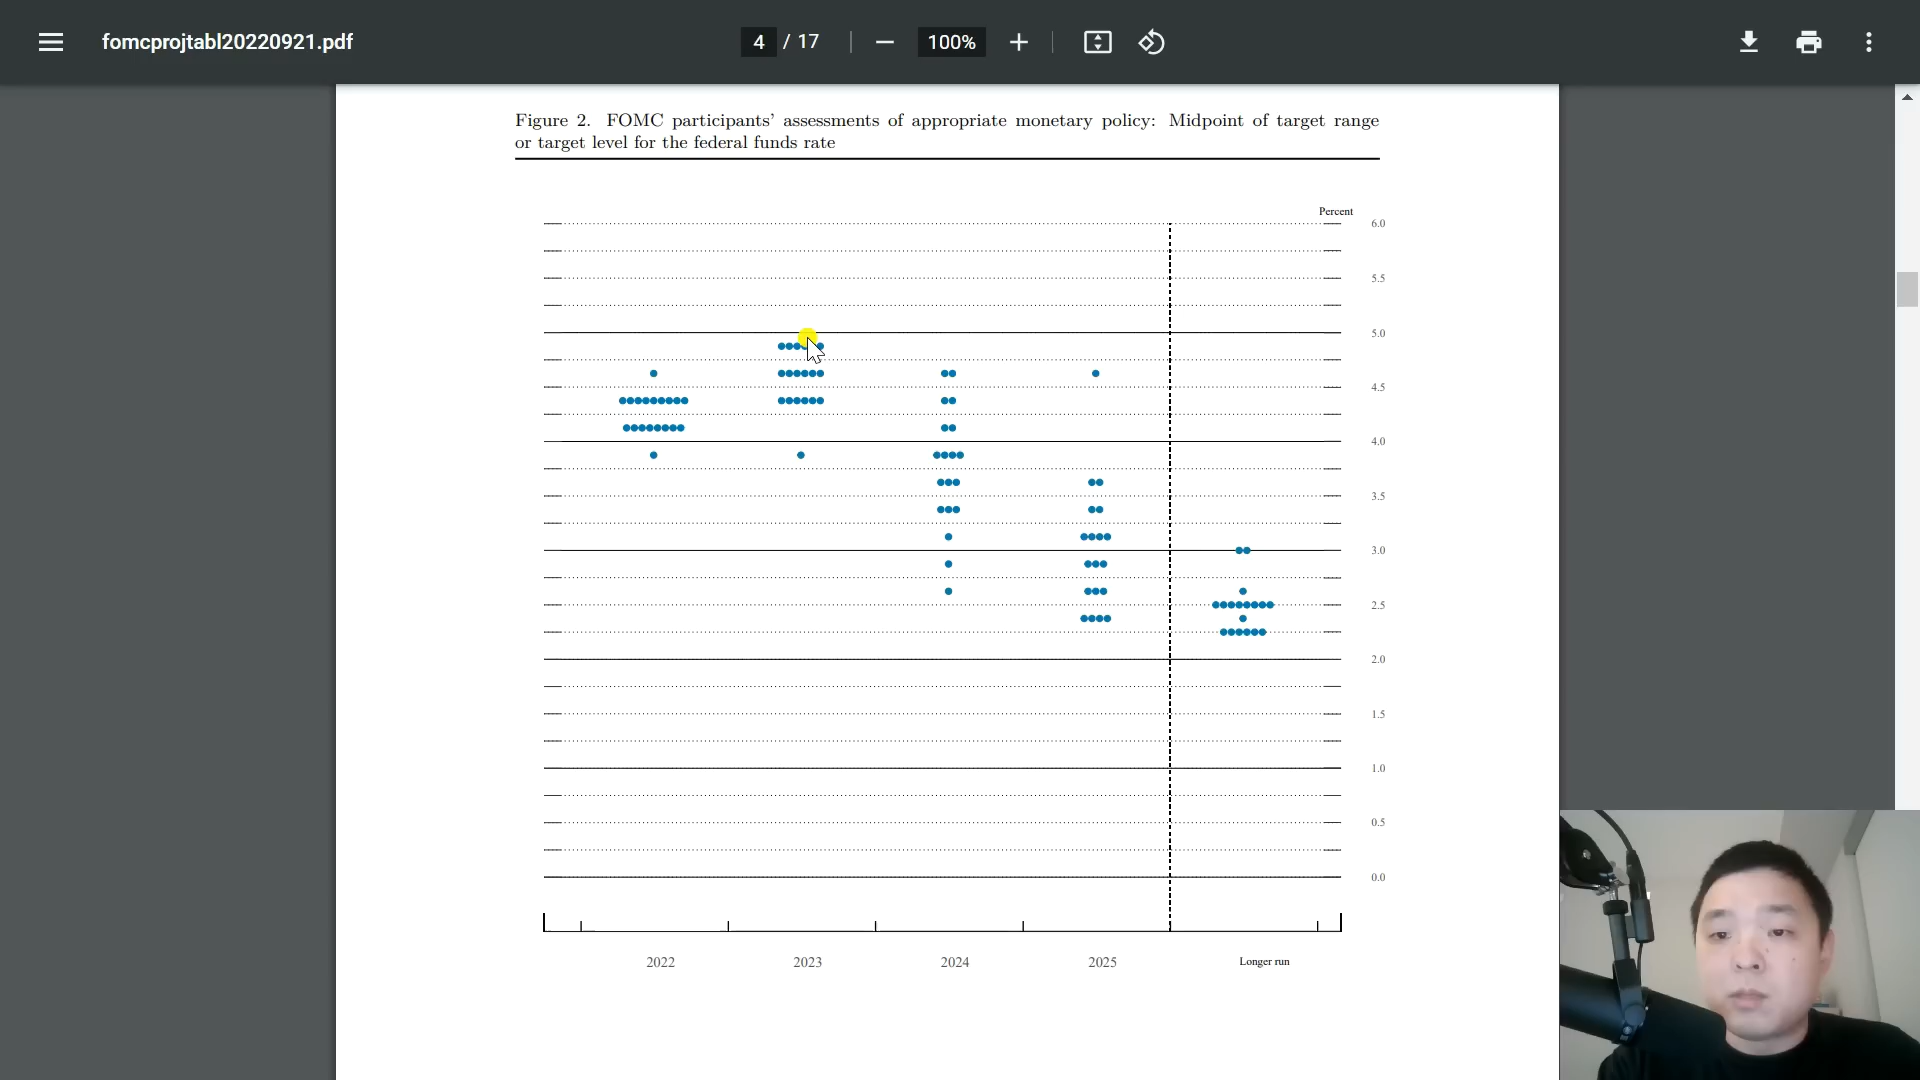 fomcprojtabl20220921.pdf
4 / 17
100%
Figure 2. FOMC participants' assessments of appropriate monetary policy: Midpoint of target range
or target level for the federal funds rate
Percent
6.0
5.5
5.0
4.5
4.0
3.5
3.0
2.5
2.0
1.5
1.0
0.5
0.0
2022 2023 2024 2025 Longer run